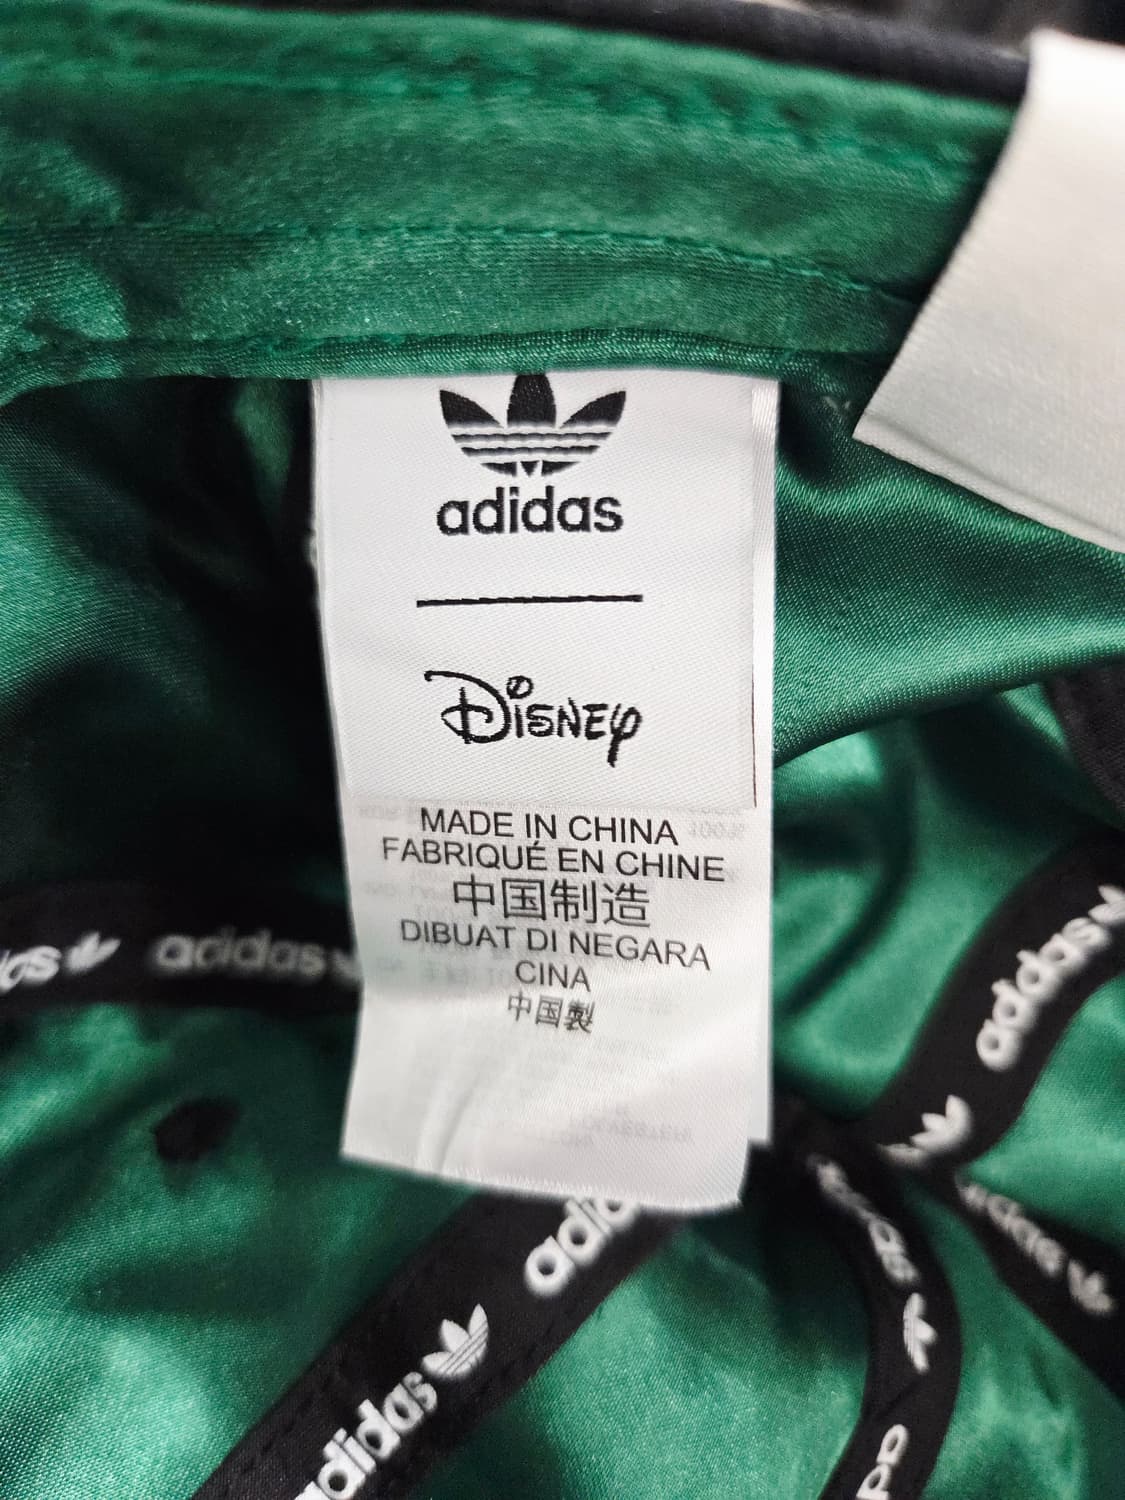 adidas
Disney
MADE IN CHINA
FABRIQUÉ EN CHINE
中国制造
DIBUAT DI NEGARA
CINA
中国製
adidas
adidas
adidas
adidas
adidas